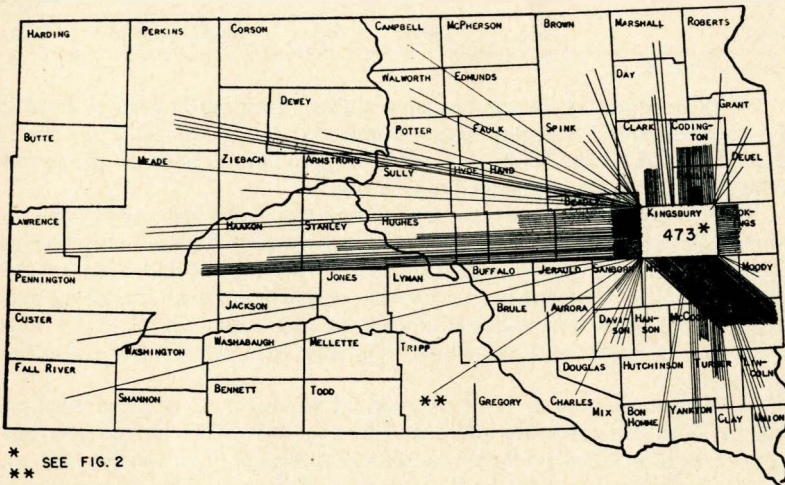 HARDING
PERKINS
CORSON
CAMPBELL
MCPHERSON
BROWN
MARSHALL
ROBERTS
WALWORTH
EDMUNDS
DAY
DEWEY
GRANT
BUTTE
POTTER
FAULK
SPINK
CLARK
CODING-
TON
DEUEL
MEADE
ZIEBACH
ARMSTRONG
SULLY
HYDE
HAND
LAWRENCE
HAAKON
STANLEY
HUGHES
KINGSBURY
473*
BROOK-
INGS
PENNINGTON
JONES
LYMAN
BUFFALO
JERAULD
SANBORN
MOODY
CUSTER
JACKSON
BRULE
AURORA
DAVI-
SON
HAN-
SON
MCCOOK
FALL RIVER
WASHINGTON
WASHABAUGH
MELLETTE
TRIPP
**
DOUGLAS
HUTCHINSON
TURNER
LIN-
COLN
SHANNON
BENNETT
TODD
GREGORY
CHARLES
MIX
BON
HOMME
YANKTON
CLAY
UNION
*
** SEE FIG. 2